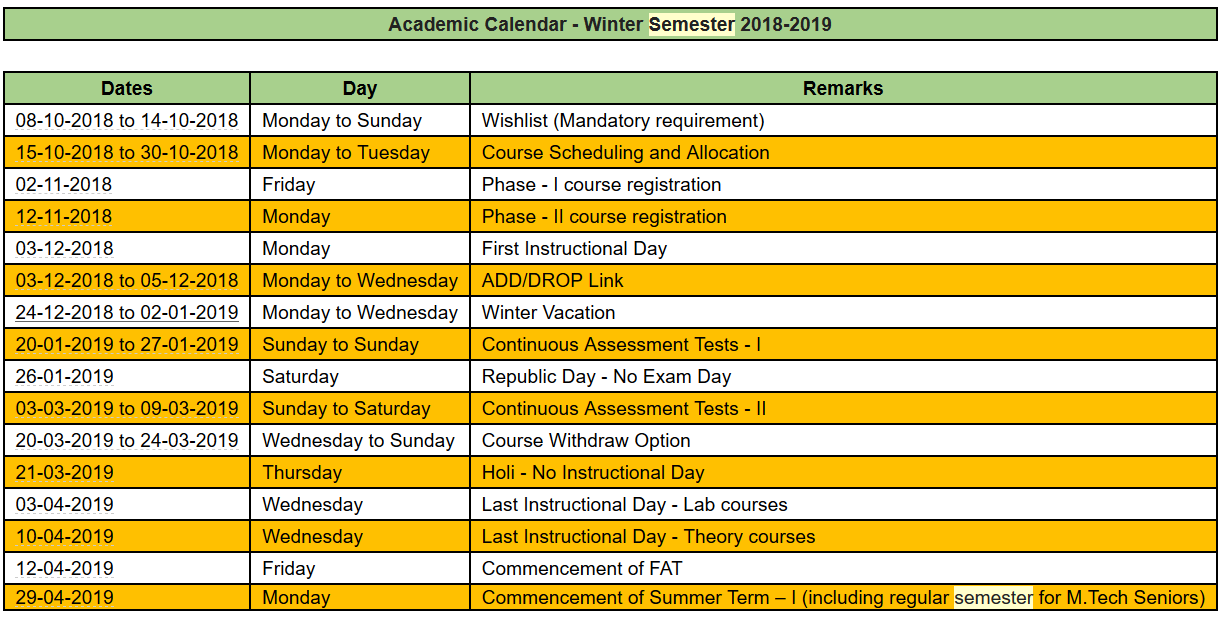 Academic Calendar - Winter Semester 2018-2019
Dates Day Remarks
08-10-2018 to 14-10-2018 Monday to Sunday Wishlist (Mandatory requirement)
15-10-2018 to 30-10-2018 Monday to Tuesday Course Scheduling and Allocation
02-11-2018 Friday Phase - I course registration
12-11-2018 Monday Phase - II course registration
03-12-2018 Monday First Instructional Day
03-12-2018 to 05-12-2018 Monday to Wednesday ADD/DROP Link
24-12-2018 to 02-01-2019 Monday to Wednesday Winter Vacation
20-01-2019 to 27-01-2019 Sunday to Sunday Continuous Assessment Tests - I
26-01-2019 Saturday Republic Day - No Exam Day
03-03-2019 to 09-03-2019 Sunday to Saturday Continuous Assessment Tests - II
20-03-2019 to 24-03-2019 Wednesday to Sunday Course Withdraw Option
21-03-2019 Thursday Holi - No Instructional Day
03-04-2019 Wednesday Last Instructional Day - Lab courses
10-04-2019 Wednesday Last Instructional Day - Theory courses
12-04-2019 Friday Commencement of FAT
29-04-2019 Monday Commencement of Summer Term – I (including regular semester for M.Tech Seniors)